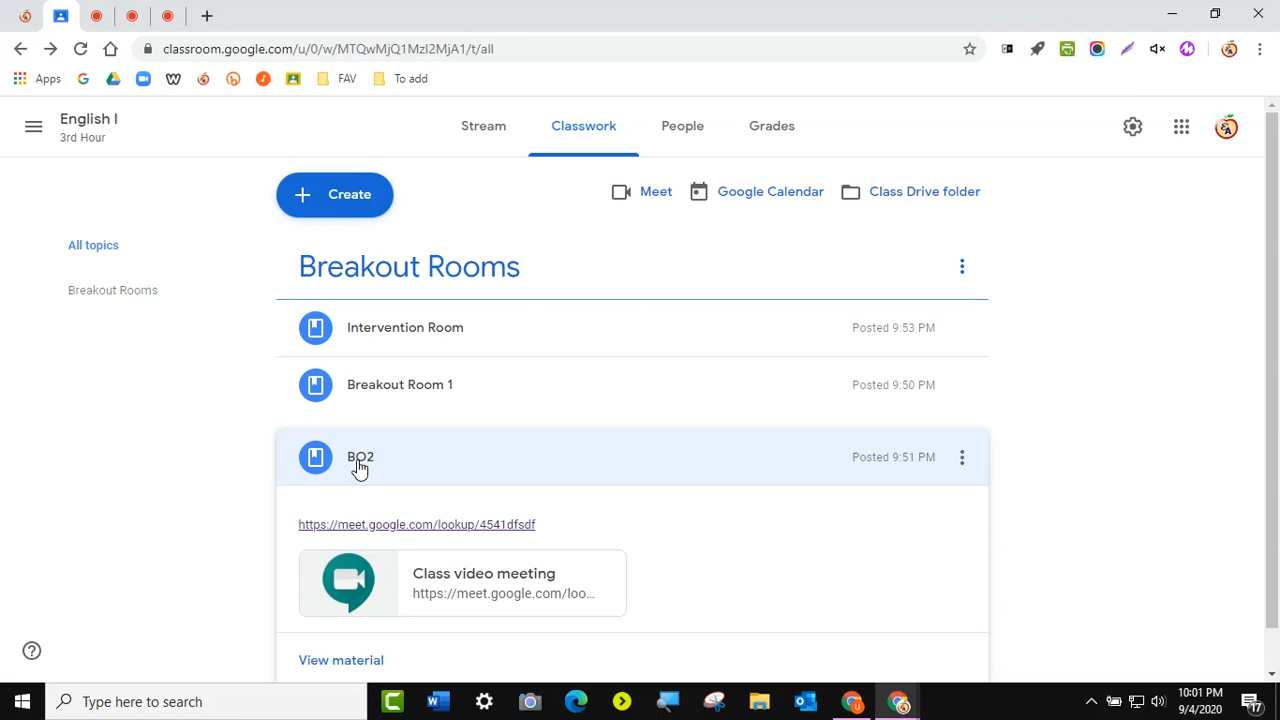 classroom.google.com/u/0/w/MTQwMjQ1MzI2MjA1/t/all
Apps
FAV
To add
English I
3rd Hour
Stream
Classwork
People
Grades
Create
Meet
Google Calendar
Class Drive folder
All topics
Breakout Rooms
Breakout Rooms
Intervention Room
Posted 9:53 PM
Breakout Room 1
Posted 9:50 PM
BO2
Posted 9:51 PM
https://meet.google.com/lookup/4541dfsdf
Class video meeting
https://meet.google.com/loo...
View material
Type here to search
10:01 PM
9/4/2020
17